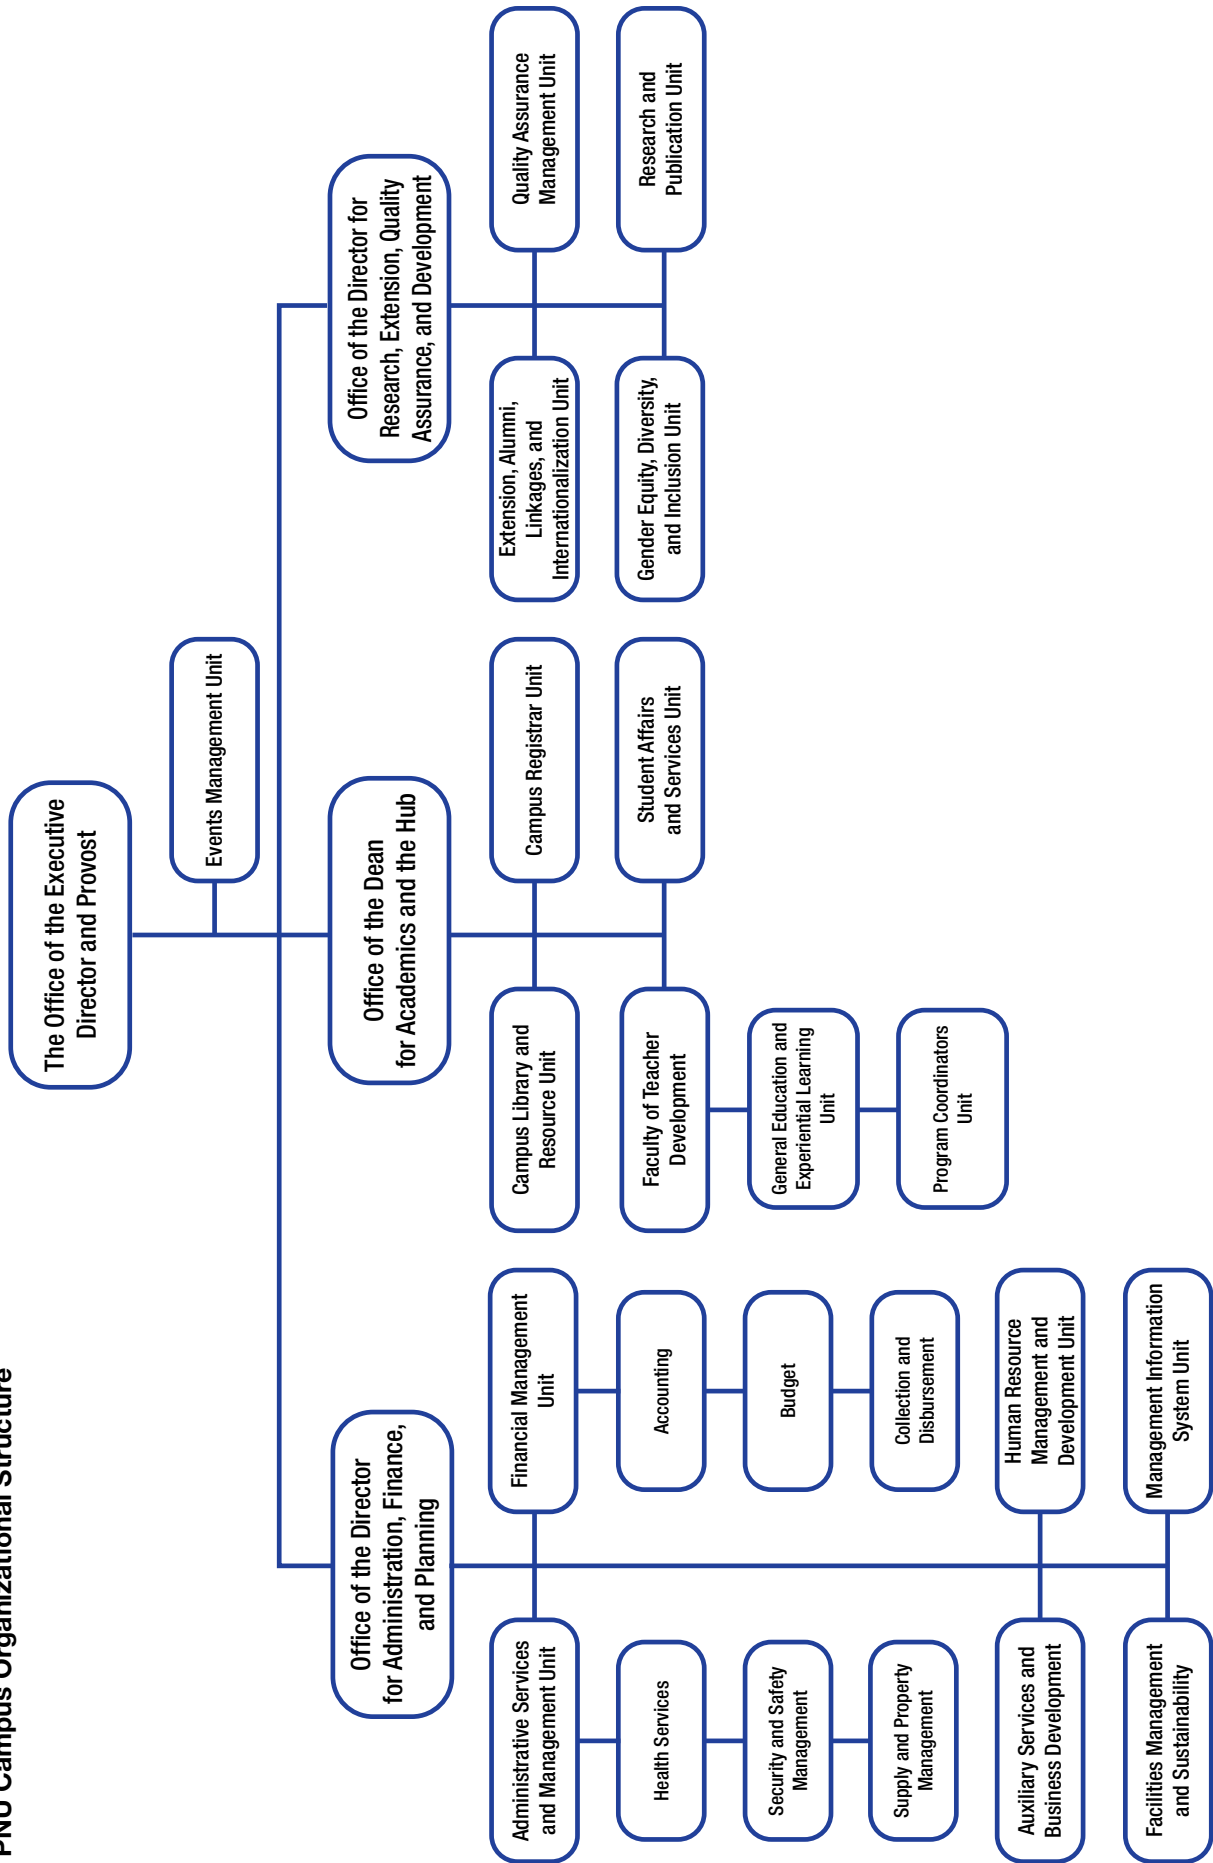 PNU Campus Organizational Structure
The Office of the Executive
Director and Provost
Events Management Unit
Office of the Director
for Administration, Finance,
and Planning
Office of the Dean
for Academics and the Hub
Office of the Director for
Research, Extension, Quality
Assurance, and Development
Administrative Services
and Management Unit
Financial Management
Unit
Health Services
Accounting
Security and Safety
Management
Budget
Supply and Property
Management
Collection and
Disbursement
Auxiliary Services and
Business Development
Human Resource
Management and
Development Unit
Facilities Management
and Sustainability
Management Information
System Unit
Campus Library and
Resource Unit
Campus Registrar Unit
Faculty of Teacher
Development
Student Affairs
and Services Unit
General Education and
Experiential Learning
Unit
Program Coordinators
Unit
Extension, Alumni,
Linkages, and
Internationalization Unit
Quality Assurance
Management Unit
Gender Equity, Diversity,
and Inclusion Unit
Research and
Publication Unit